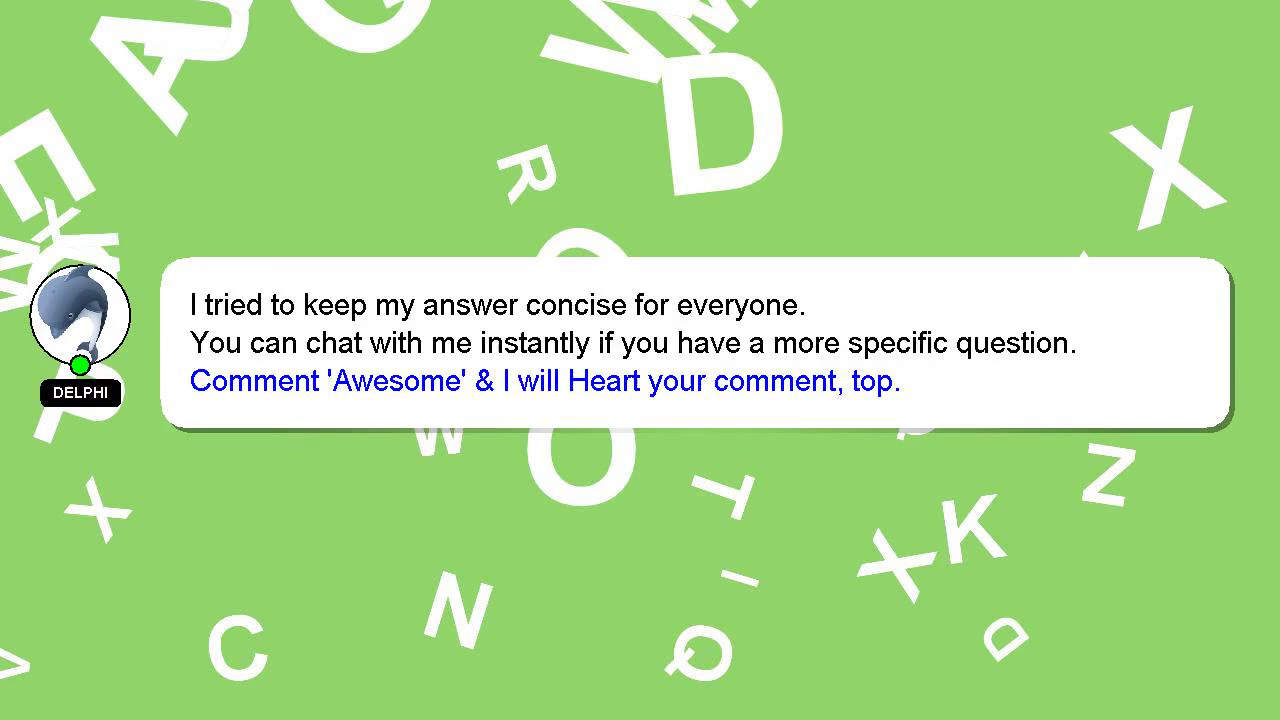 I tried to keep my answer concise for everyone.
You can chat with me instantly if you have a more specific question.
Comment 'Awesome' & I will Heart your comment, top.
DELPHI